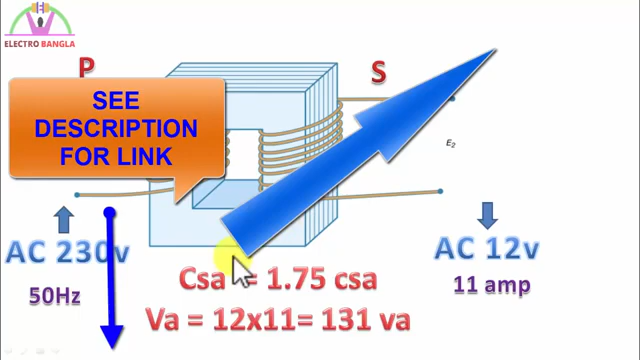 ELECTRO BANGLA
P
S
SEE
DESCRIPTION
FOR LINK
E2
AC 230v
AC 12v
50Hz
11 amp
Csa = 1.75 csa
Va = 12x11= 131 va